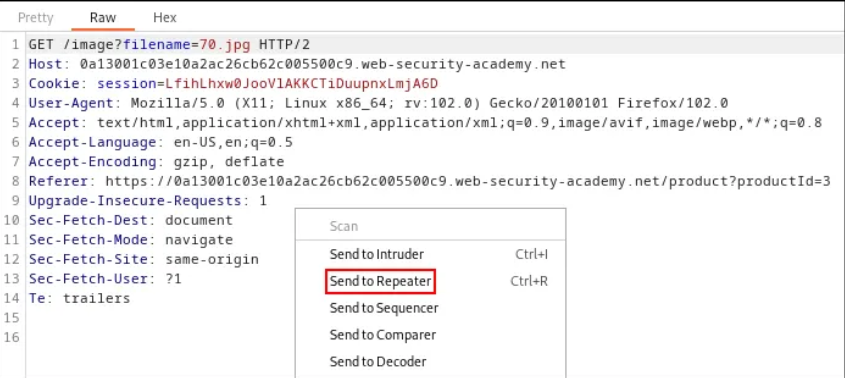 Pretty Raw Hex
1 GET /image?filename=70.jpg HTTP/2
2 Host: 0a13001c03e10a2ac26cb62c005500c9.web-security-academy.net
3 Cookie: session=LfihLhxw0JooVlAKKCTiDuupnxLmjA6D
4 User-Agent: Mozilla/5.0 (X11; Linux x86_64; rv:102.0) Gecko/20100101 Firefox/102.0
5 Accept: text/html,application/xhtml+xml,application/xml;q=0.9,image/avif,image/webp,*/*;q=0.8
6 Accept-Language: en-US,en;q=0.5
7 Accept-Encoding: gzip, deflate
8 Referer: https://0a13001c03e10a2ac26cb62c005500c9.web-security-academy.net/product?productId=3
9 Upgrade-Insecure-Requests: 1
10 Sec-Fetch-Dest: document
11 Sec-Fetch-Mode: navigate
12 Sec-Fetch-Site: same-origin
13 Sec-Fetch-User: ?1
14 Te: trailers
15
16
Scan
Send to Intruder Ctrl+I
Send to Repeater Ctrl+R
Send to Sequencer
Send to Comparer
Send to Decoder